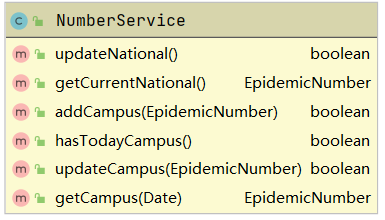 C NumberService
m updateNational() boolean
m getCurrentNational() EpidemicNumber
m addCampus(EpidemicNumber) boolean
m hasTodayCampus() boolean
m updateCampus(EpidemicNumber) boolean
m getCampus(Date) EpidemicNumber